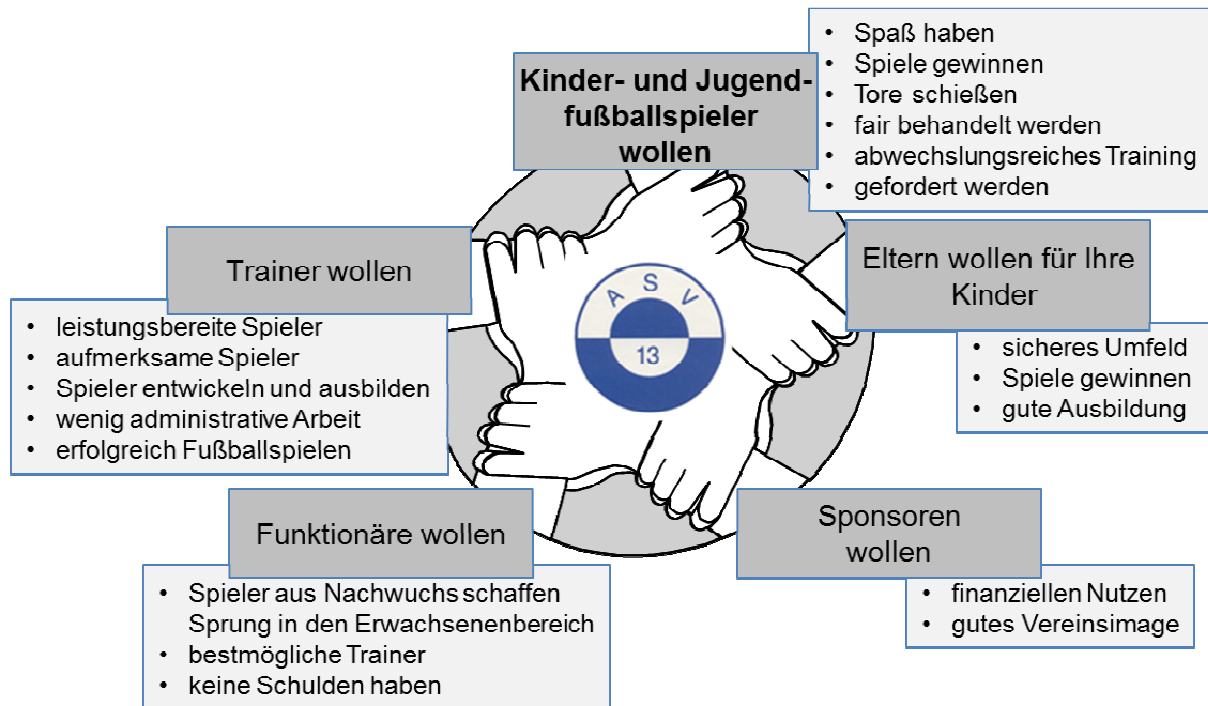 Kinder- und Jugend-
fußballspieler
wollen
• Spaß haben
• Spiele gewinnen
• Tore schießen
• fair behandelt werden
• abwechslungsreiches Training
• gefordert werden
Trainer wollen
• leistungsbereite Spieler
• aufmerksame Spieler
• Spieler entwickeln und ausbilden
• wenig administrative Arbeit
• erfolgreich Fußballspielen
A S V
13
Eltern wollen für Ihre
Kinder
• sicheres Umfeld
• Spiele gewinnen
• gute Ausbildung
Funktionäre wollen
• Spieler aus Nachwuchs schaffen
Sprung in den Erwachsenenbereich
• bestmögliche Trainer
• keine Schulden haben
Sponsoren
wollen
• finanziellen Nutzen
• gutes Vereinsimage